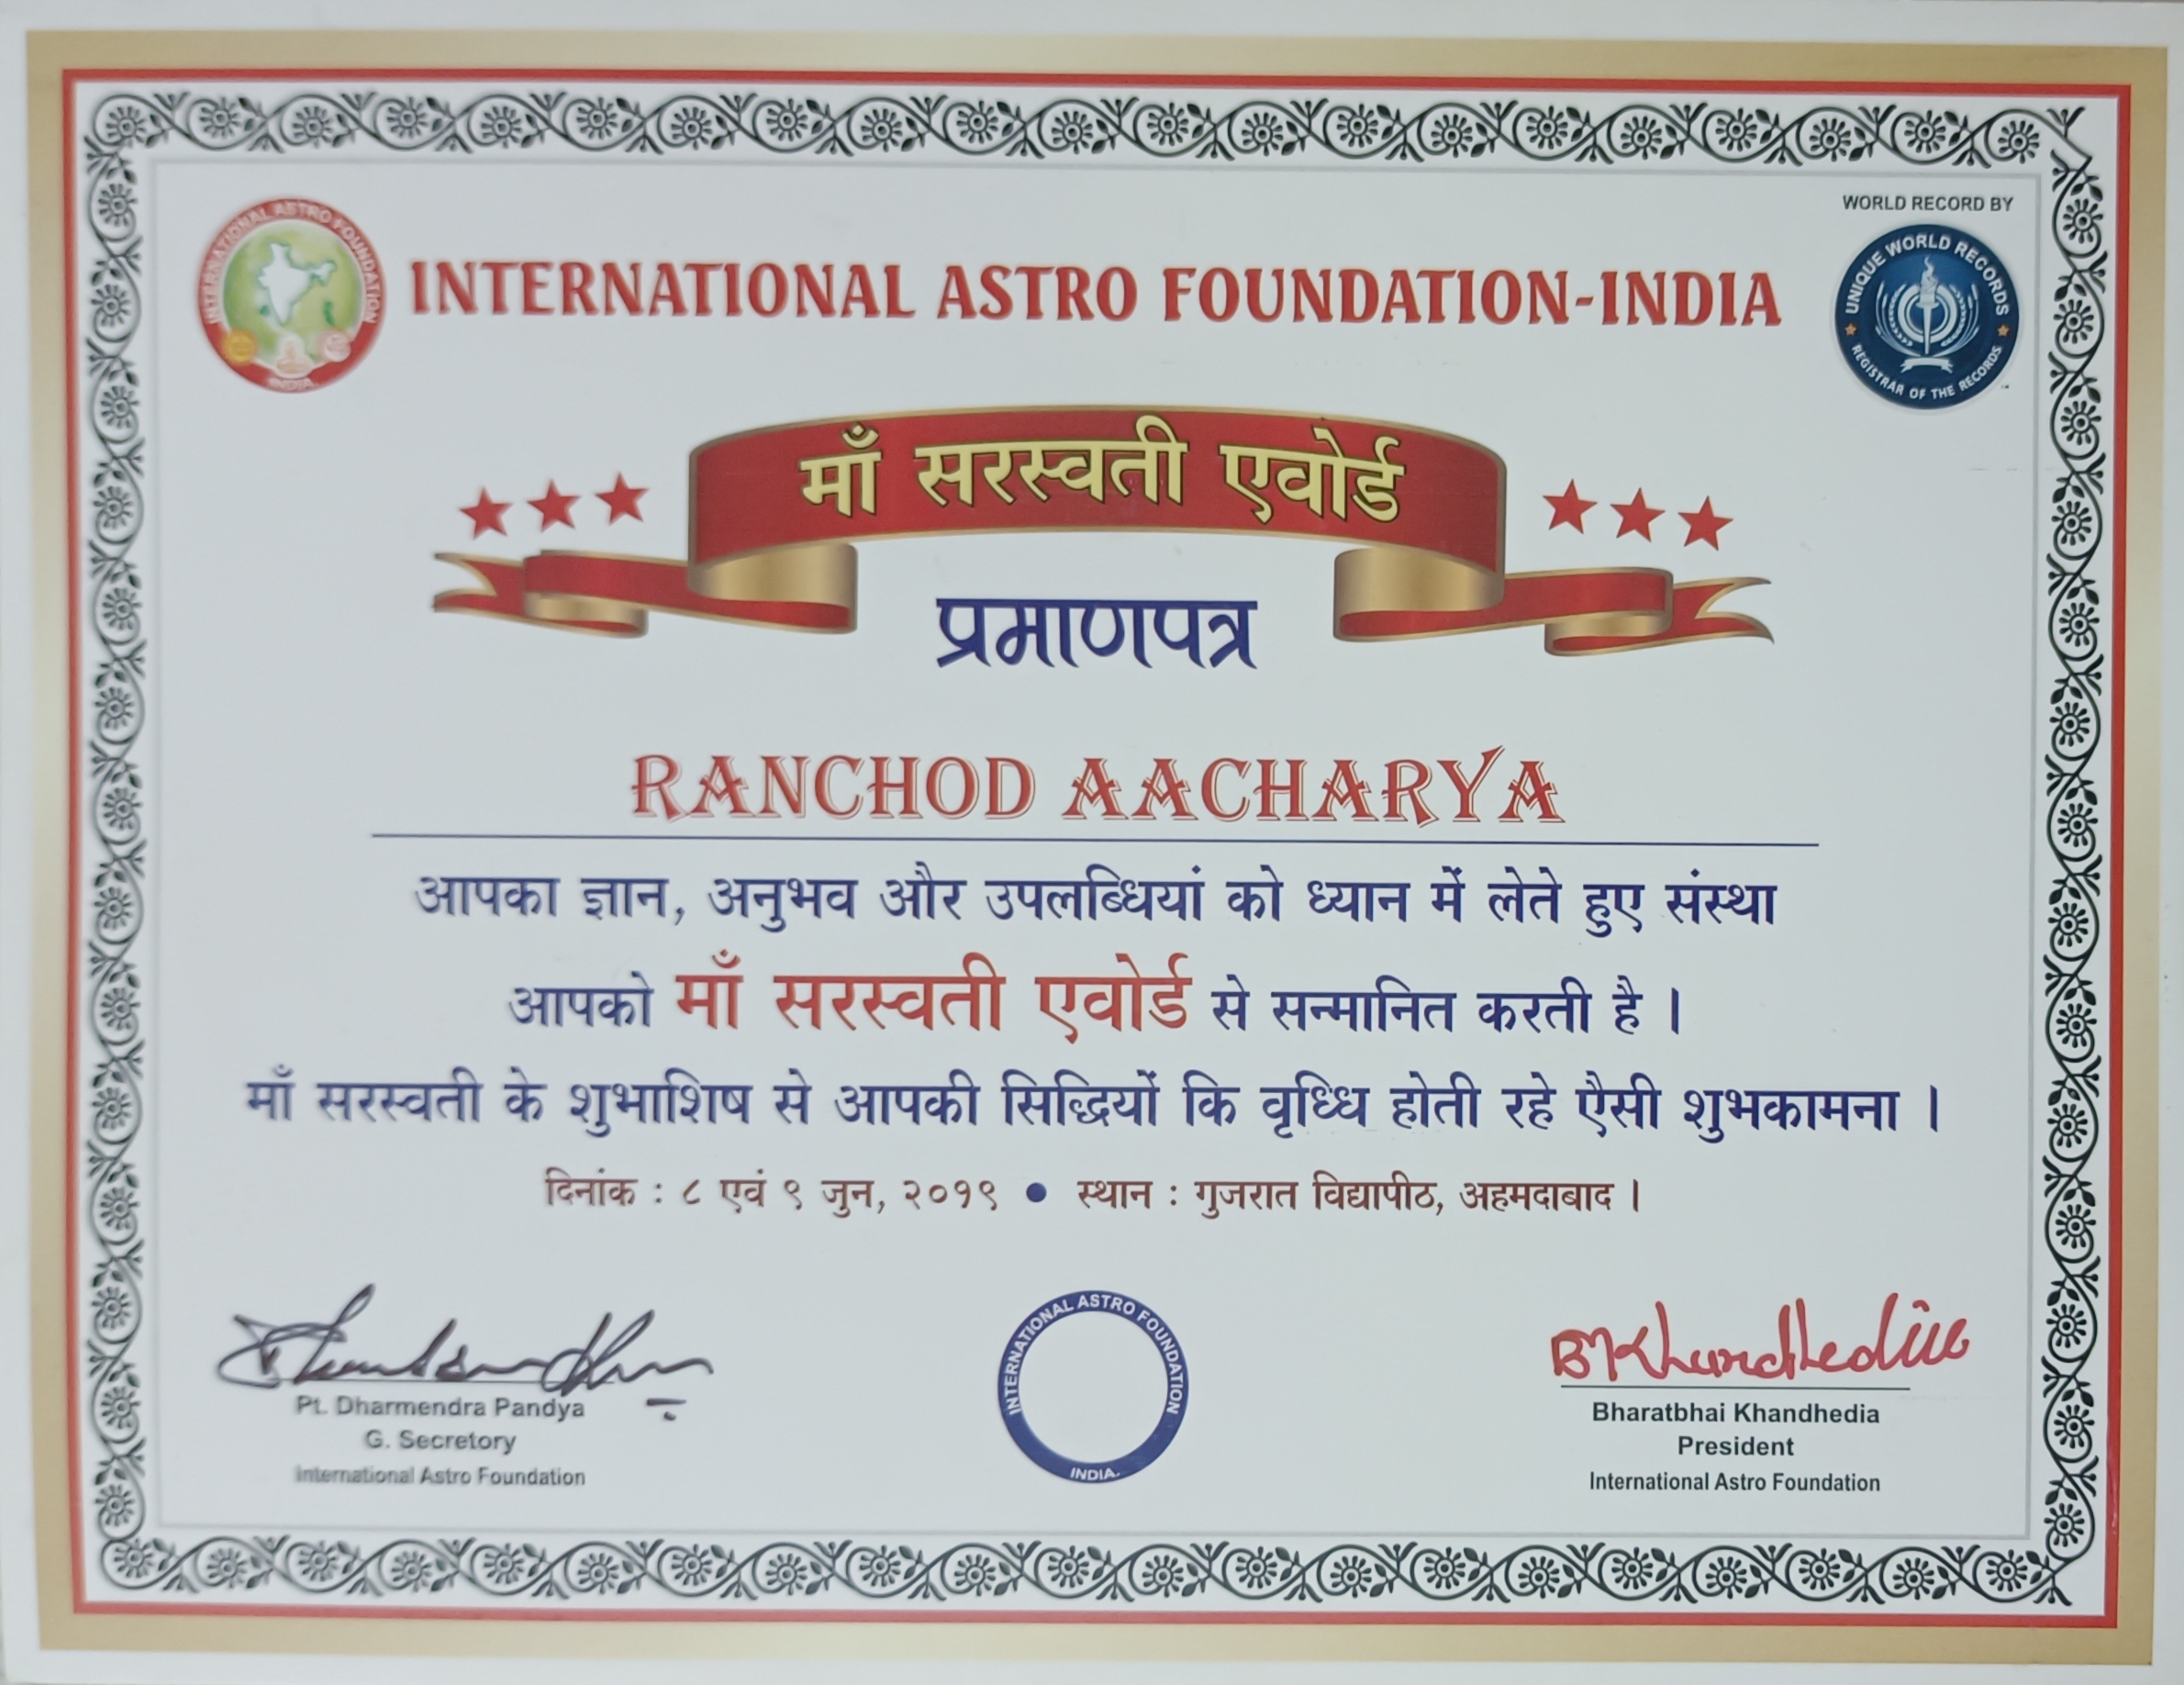 WORLD RECORD BY
INTERNATIONAL ASTRO FOUNDATION
INDIA
INTERNATIONAL ASTRO FOUNDATION-INDIA
UNIQUE WORLD RECORDS
REGISTRAR OF THE RECORDS
माँ सरस्वती एवोर्ड
प्रमाणपत्र
RANCHOD AACHARYA
आपका ज्ञान, अनुभव और उपलब्धियां को ध्यान में लेते हुए संस्था
आपको माँ सरस्वती एवोर्ड से सन्मानित करती है ।
माँ सरस्वती के शुभाशिष से आपकी सिद्धियों कि वृध्धि होती रहे ऐसी शुभकामना ।
दिनांक : ८ एवं ९ जुन, २०१९ • स्थान : गुजरात विद्यापीठ, अहमदाबाद ।
Pt. Dharmendra Pandya
G. Secretory
International Astro Foundation
INTERNATIONAL ASTRO FOUNDATION
INDIA.
BKhandhedia
Bharatbhai Khandhedia
President
International Astro Foundation